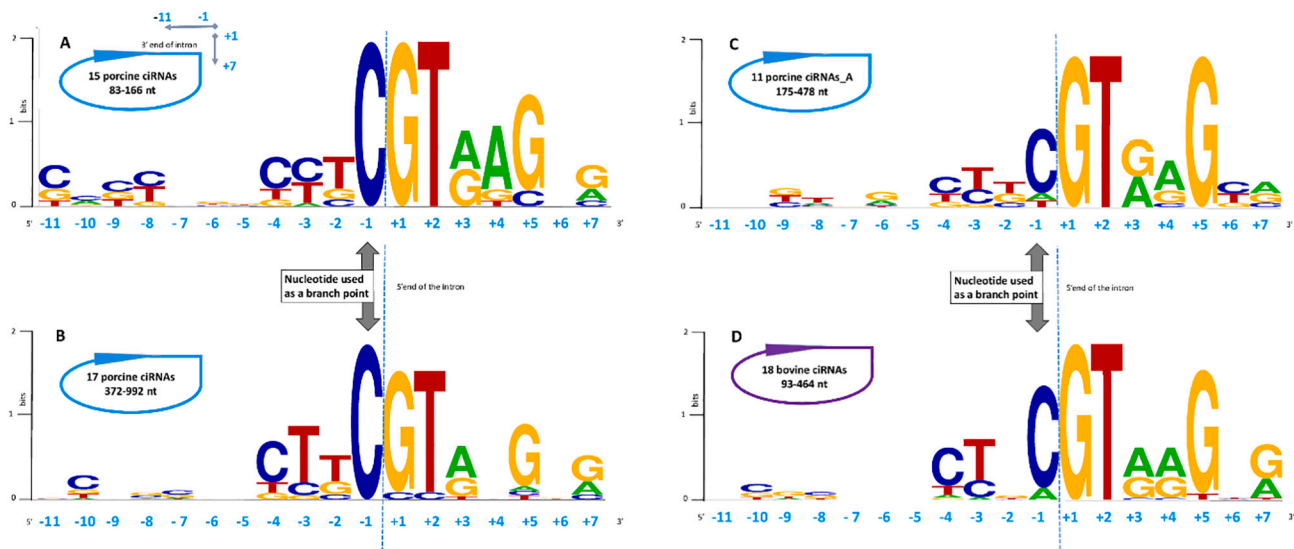 -11 -1
A
3' end of intron
+1
+7
15 porcine ciRNAs
83-166 nt
2
bits
1
0
C G T A A G
5' -11 -10 -9 -8 -7 -6 -5 -4 -3 -2 -1 +1 +2 +3 +4 +5 +6 +7 3'
C
11 porcine ciRNAs_A
175-478 nt
2
bits
1
0
C G T G A G
5' -11 -10 -9 -8 - 7 -6 -5 -4 -3 -2 -1 +1 +2 +3 +4 +5 +6 +7 3'
Nucleotide used
as a branch point
5'end of the intron
Nucleotide used
as a branch point
5'end of the intron
B
17 porcine ciRNAs
372-992 nt
2
bits
1
0
C T T C G T A G G
5' -11 -10 -9 -8 -7 -6 -5 -4 -3 -2 -1 +1 +2 +3 +4 +5 +6 +7 3'
D
18 bovine ciRNAs
93-464 nt
2
bits
1
0
C T C G T A A G G
5' -11 -10 -9 -8 -7 -6 -5 -4 -3 -2 -1 +1 +2 +3 +4 +5 +6 +7 3'